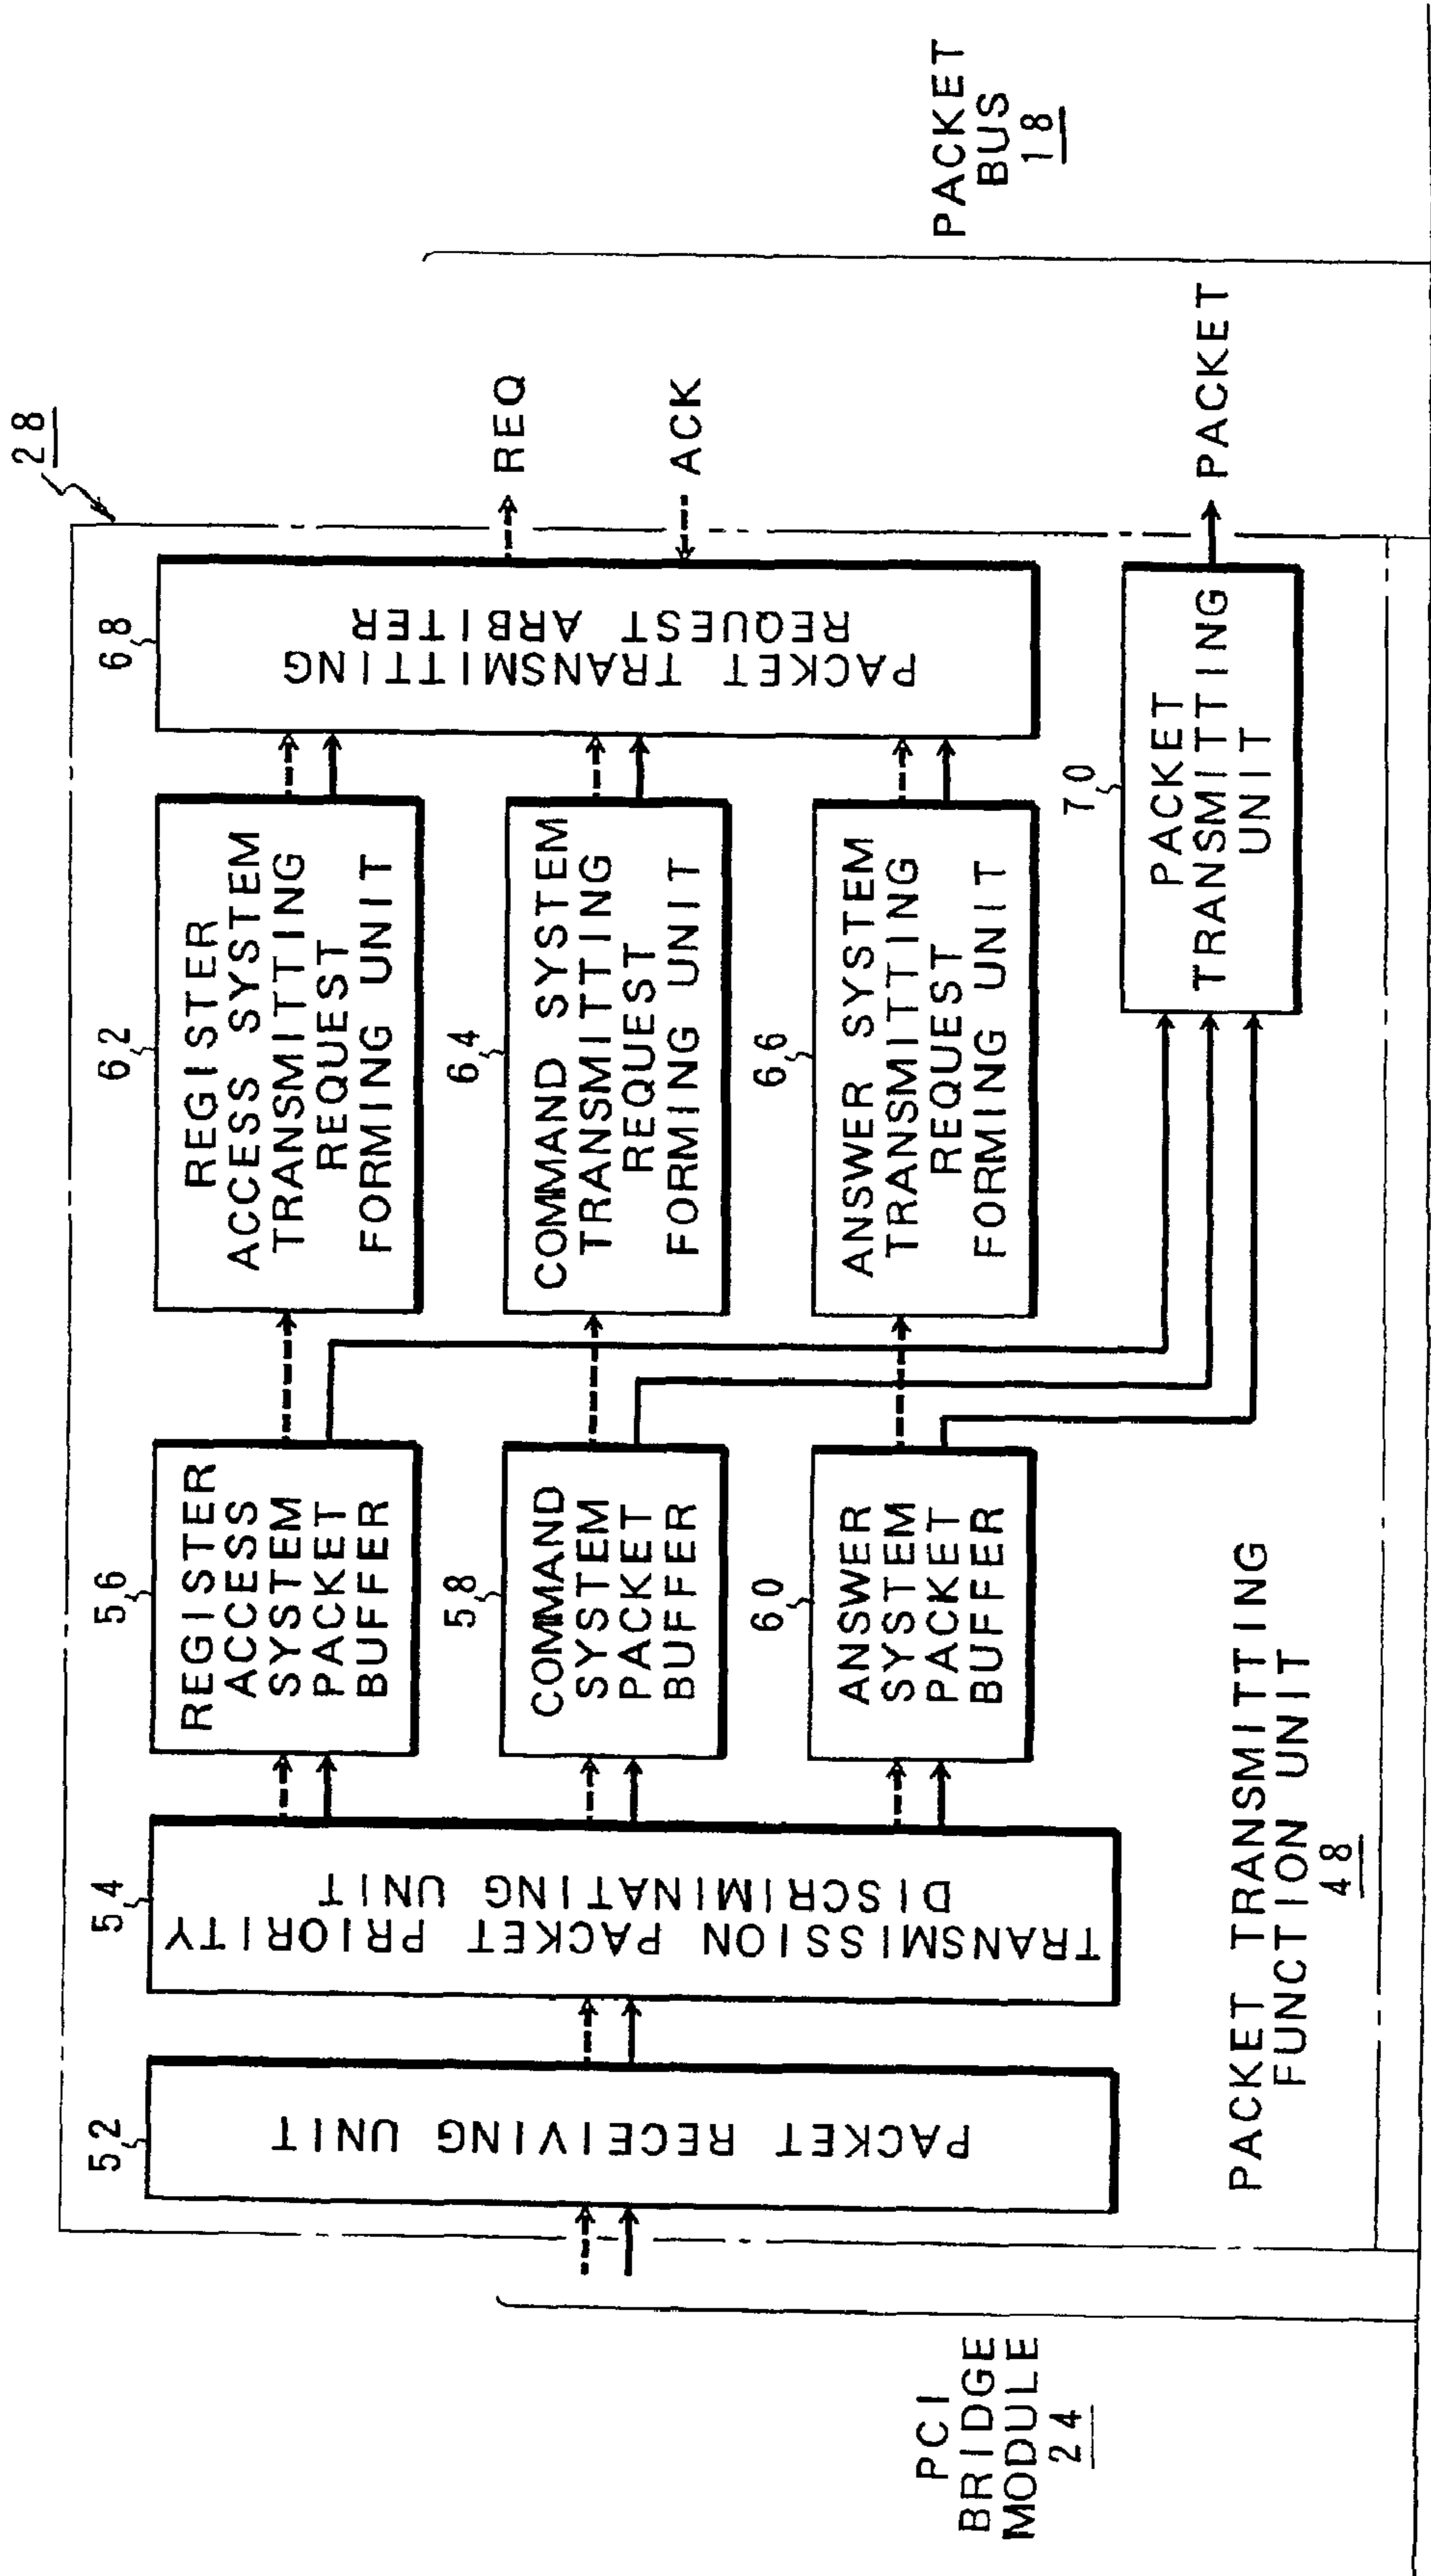 28
52
PACKET RECEIVING UNIT
54
TRANSMISSION PACKET PRIORITY
DISCRIMINATING UNIT
56
REGISTER
ACCESS
SYSTEM
PACKET
BUFFER
58
COMMAND
SYSTEM
PACKET
BUFFER
60
ANSWER
SYSTEM
PACKET
BUFFER
62
REGISTER
ACCESS SYSTEM
TRANSMITTING
REQUEST
FORMING UNIT
64
COMMAND SYSTEM
TRANSMITTING
REQUEST
FORMING UNIT
66
ANSWER SYSTEM
TRANSMITTING
REQUEST
FORMING UNIT
68
PACKET TRANSMITTING
REQUEST ARBITER
REQ
ACK
70
PACKET
TRANSMITTING
UNIT
PACKET
PACKET
BUS
18
PCI
BRIDGE
MODULE
24
PACKET TRANSMITTING
FUNCTION UNIT
48